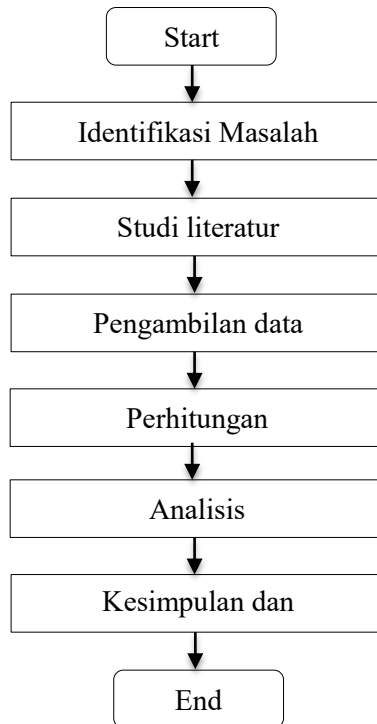 Start
Identifikasi Masalah
Studi literatur
Pengambilan data
Perhitungan
Analisis
Kesimpulan dan
End